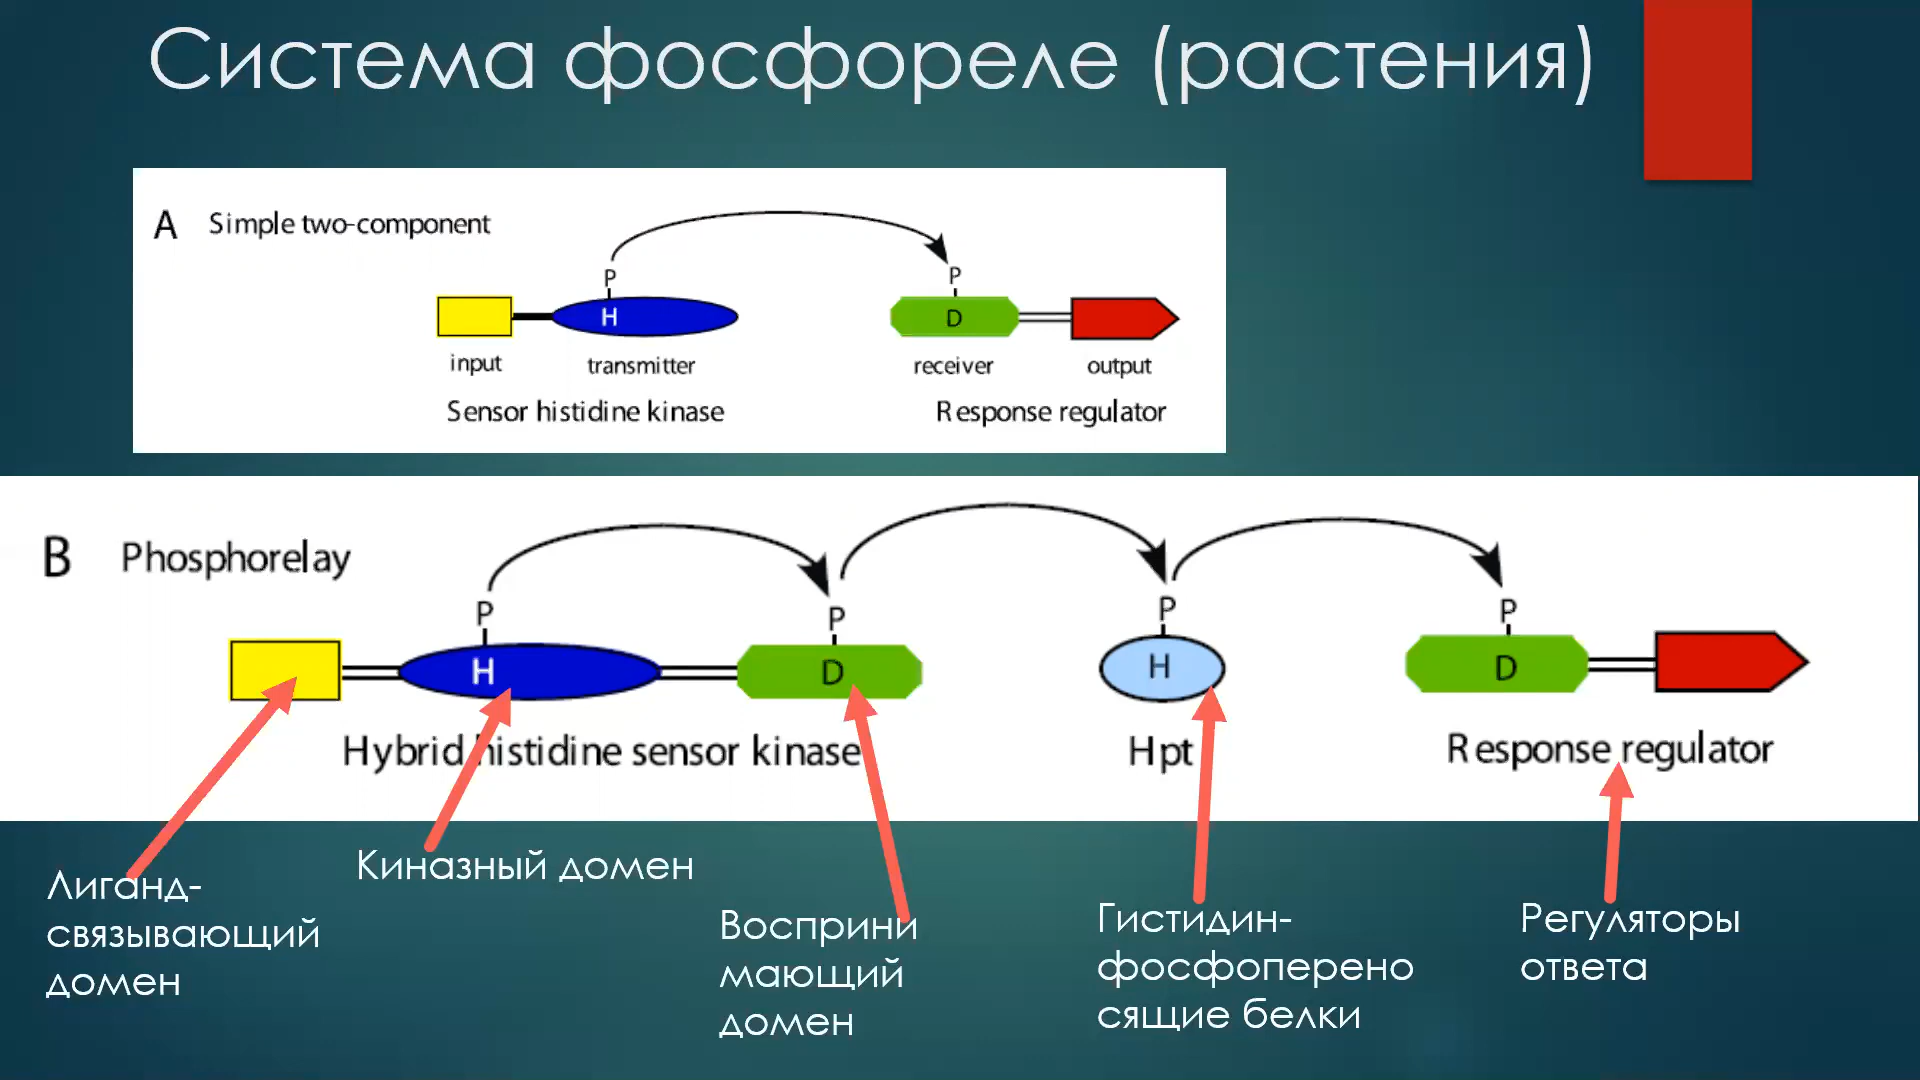 Система фосфореле (растения)
A Simple two-component
P P
H D
input transmitter receiver output
Sensor histidine kinase Response regulator
B Phosphorelay
P P P P
H D H D
Hybrid histidine sensor kinase Hpt Response regulator
Лиганд-
связывающий
домен
Киназный домен
Восприни
мающий
домен
Гистидин-
фосфоперено
сящие белки
Регуляторы
ответа